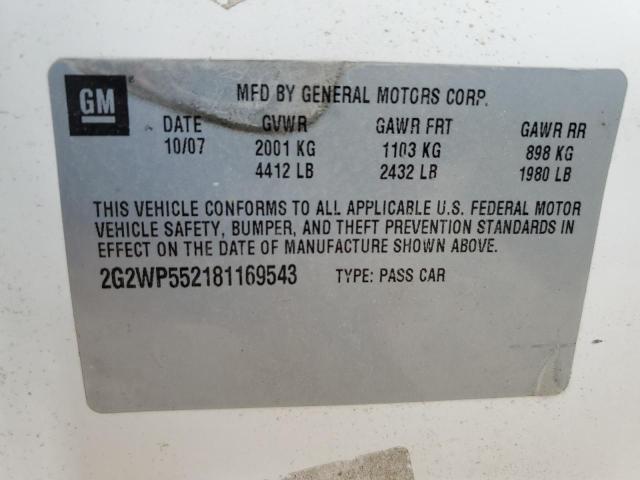 GM
MFD BY GENERAL MOTORS CORP.
DATE GVWR GAWR FRT GAWR RR
10/07 2001 KG 1103 KG 898 KG
4412 LB 2432 LB 1980 LB
THIS VEHICLE CONFORMS TO ALL APPLICABLE U.S. FEDERAL MOTOR
VEHICLE SAFETY, BUMPER, AND THEFT PREVENTION STANDARDS IN
EFFECT ON THE DATE OF MANUFACTURE SHOWN ABOVE.
2G2WP552181169543 TYPE: PASS CAR